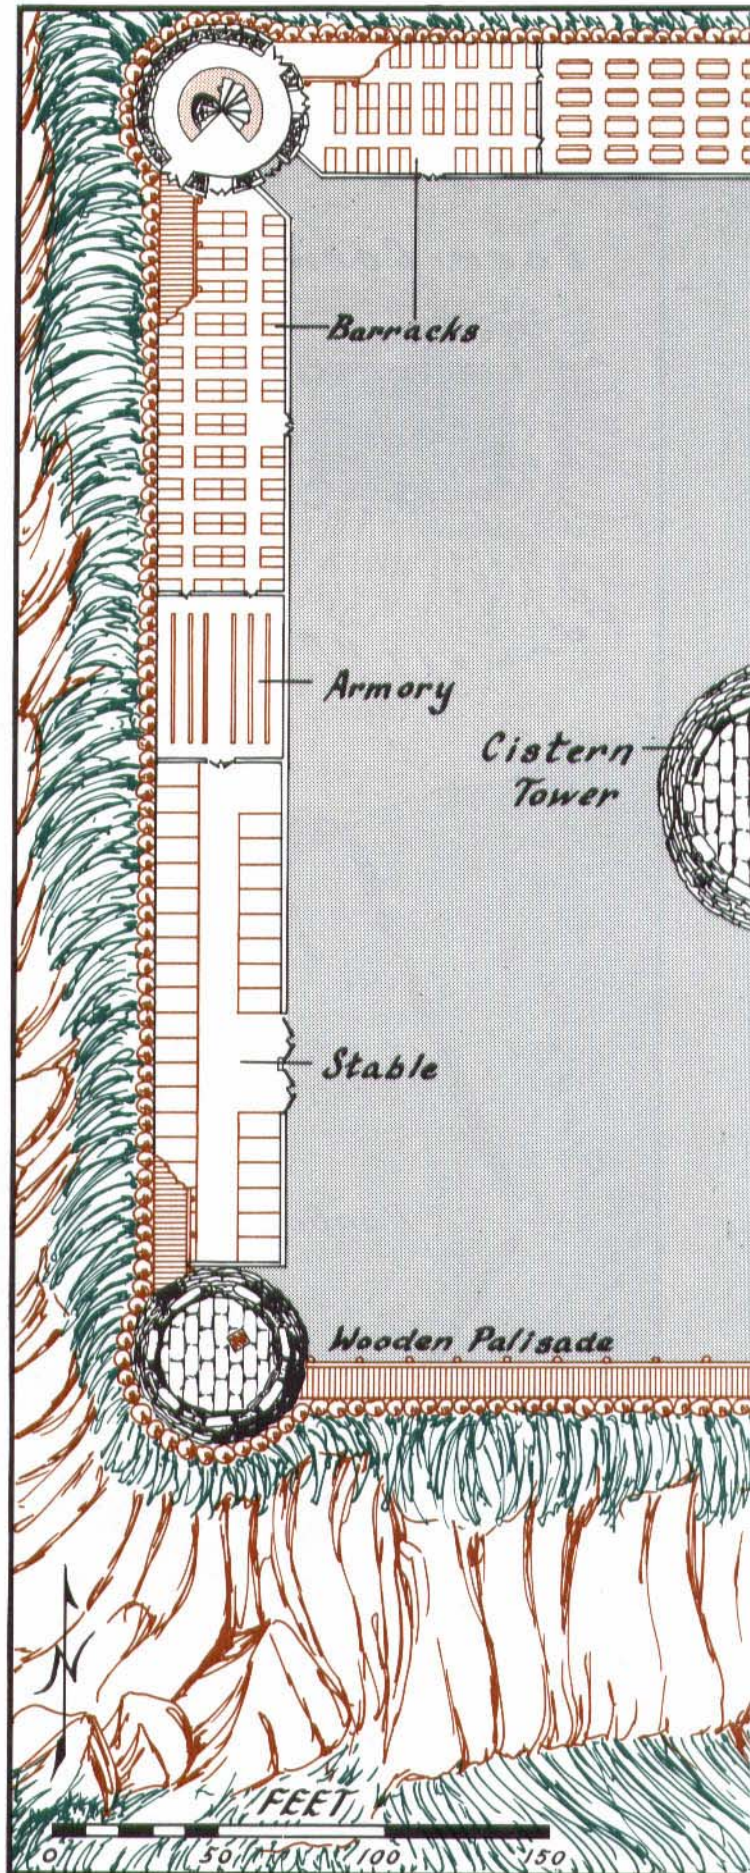 Barracks
Armory
Cistern
Tower
Stable
Wooden Palisade
N
FEET
0 50 100 150